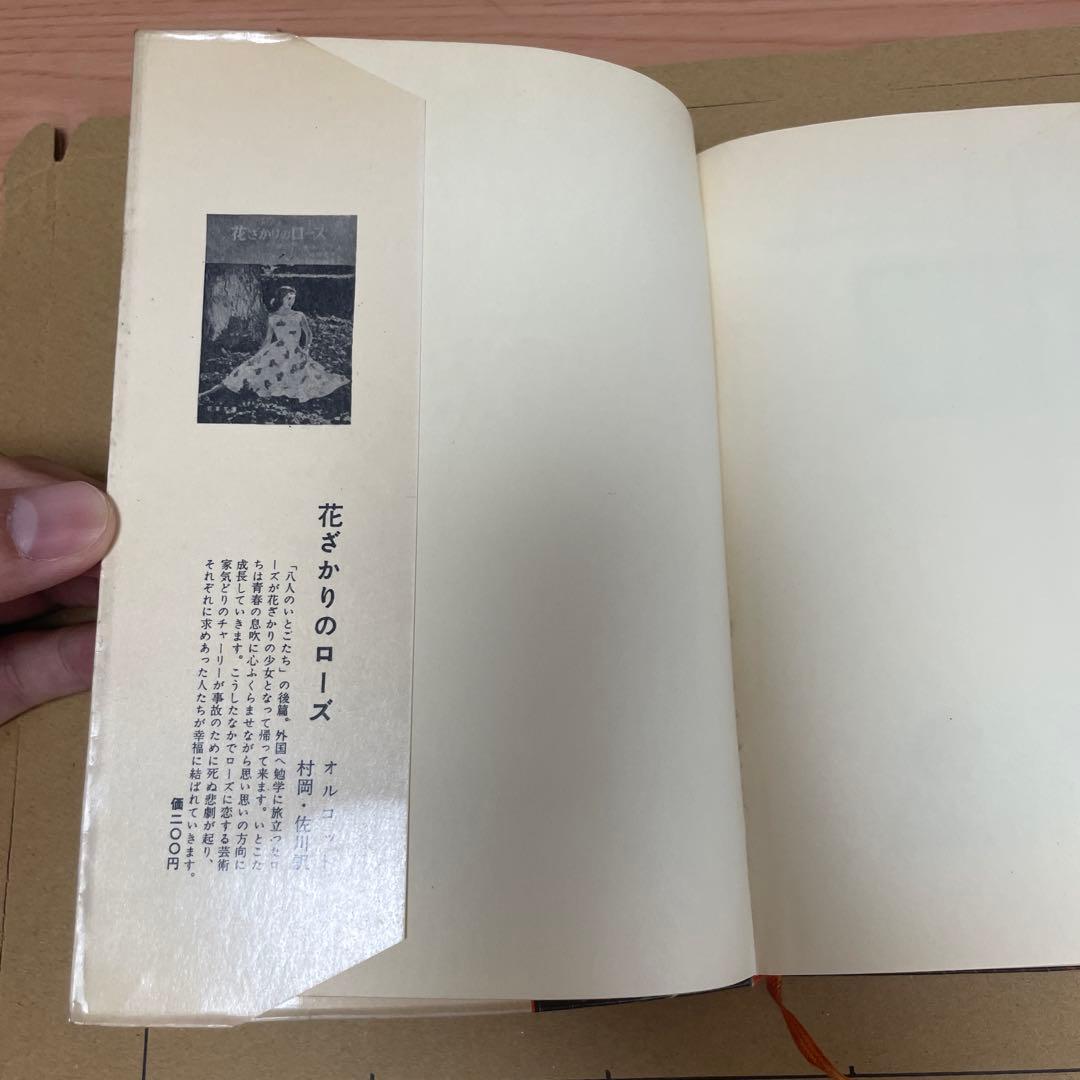 花ざかりのローズ
花ざかりのローズ
オルコット
村岡・佐川訳
「八人のいとこたち」の後篇。外国へ勉学に旅立ったロ
ーズが花ざかりの少女となって帰って来ます。いとこた
ちは青春の息吹に心ふくらませながら思い思いの方向に
成長していきます。こうしたなかでローズに恋する芸術
家気どりのチャーリーが事故のために死ぬ悲劇が起り、
それぞれに求めあった人たちが幸福に結ばれていきます。
価二〇〇円